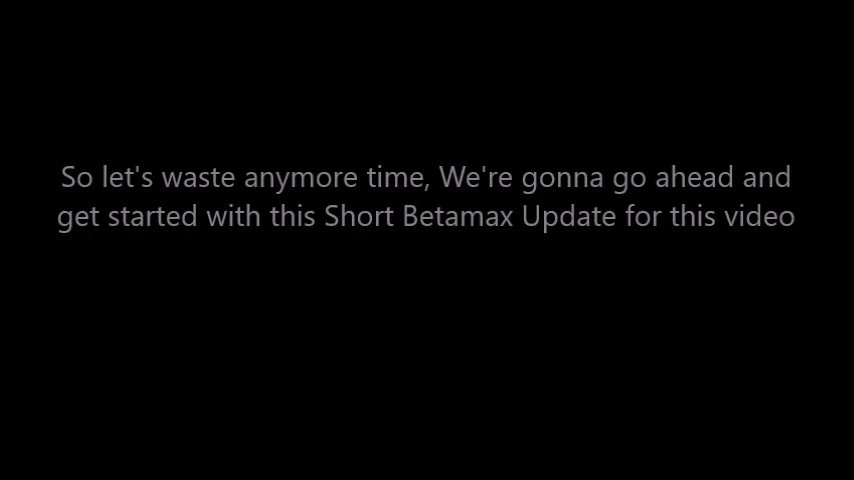 So let's waste anymore time, We're gonna go ahead and
get started with this Short Betamax Update for this video